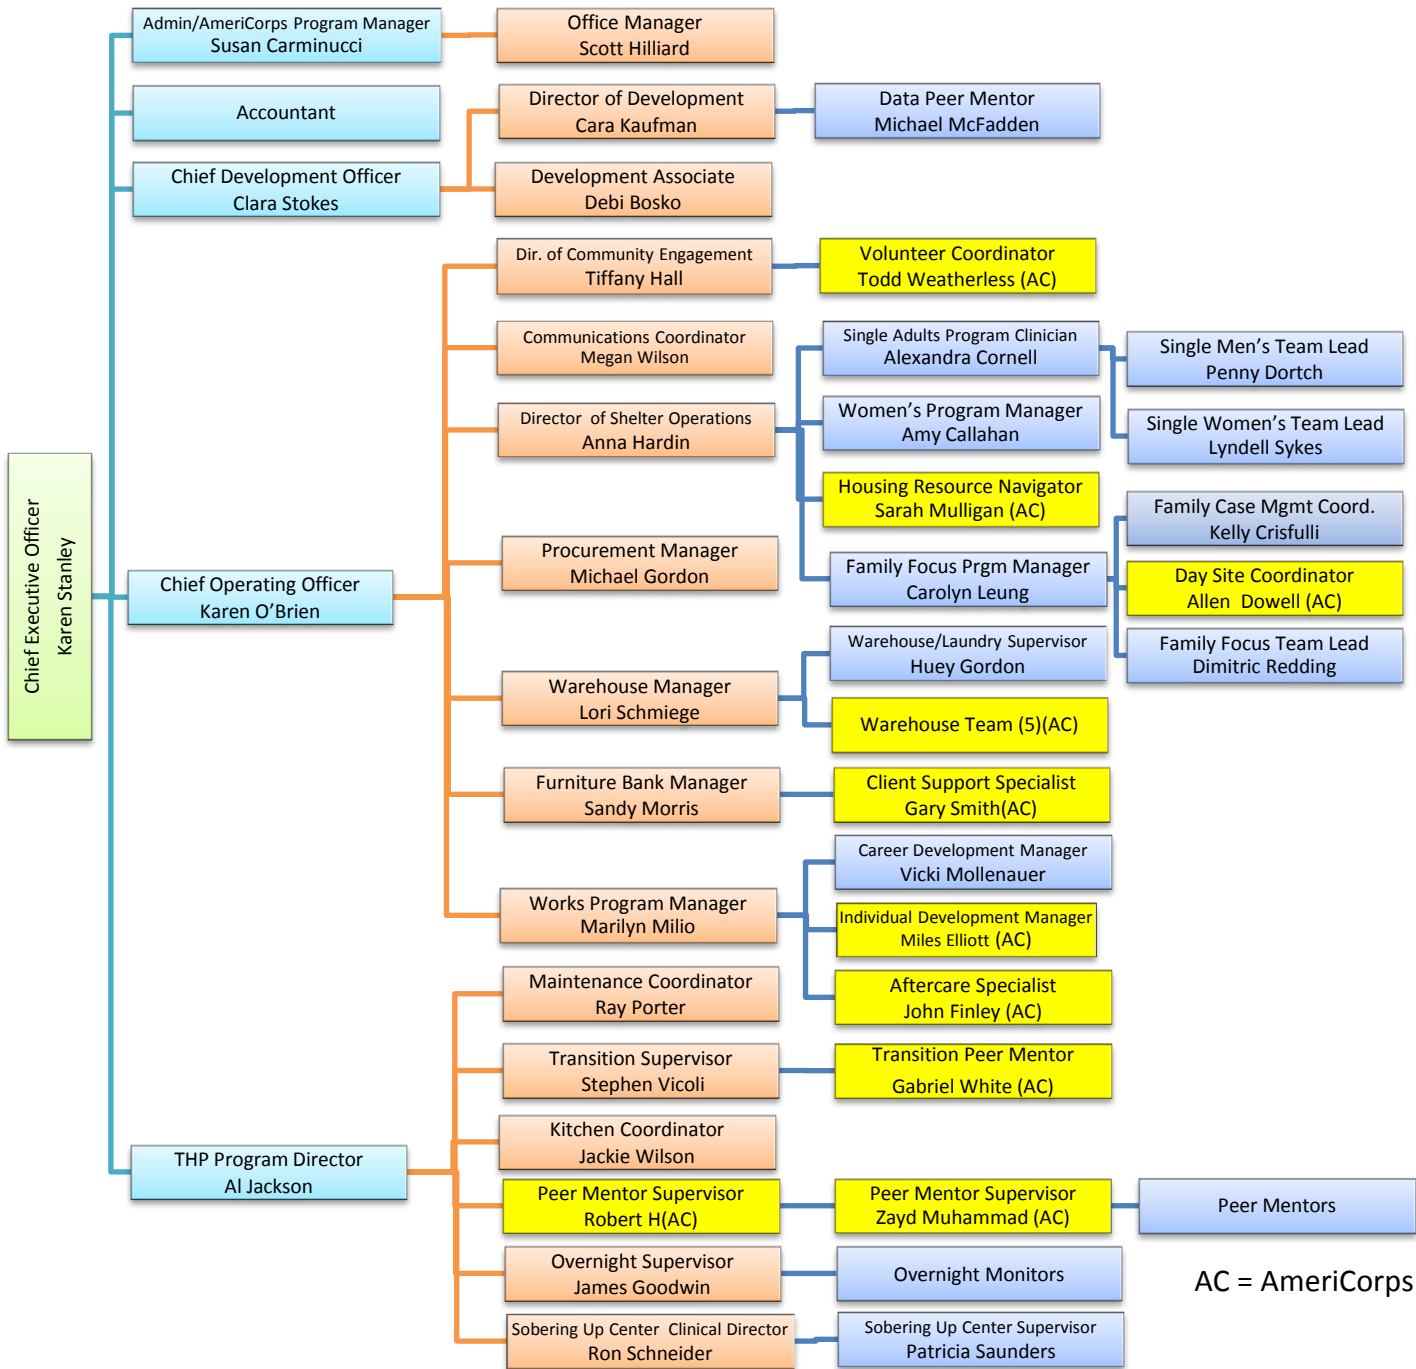 Admin/AmeriCorps Program Manager
Susan Carminucci
Office Manager
Scott Hilliard
Accountant
Director of Development
Cara Kaufman
Data Peer Mentor
Michael McFadden
Chief Development Officer
Clara Stokes
Development Associate
Debi Bosko
Dir. of Community Engagement
Tiffany Hall
Volunteer Coordinator
Todd Weatherless (AC)
Communications Coordinator
Megan Wilson
Single Adults Program Clinician
Alexandra Cornell
Single Men's Team Lead
Penny Dortch
Director of Shelter Operations
Anna Hardin
Women's Program Manager
Amy Callahan
Single Women's Team Lead
Lyndell Sykes
Housing Resource Navigator
Sarah Mulligan (AC)
Family Case Mgmt Coord.
Kelly Crisfulli
Chief Executive Officer
Karen Stanley
Chief Operating Officer
Karen O'Brien
Procurement Manager
Michael Gordon
Family Focus Prgm Manager
Carolyn Leung
Day Site Coordinator
Allen Dowell (AC)
Family Focus Team Lead
Dimitric Redding
Warehouse Manager
Lori Schmiege
Warehouse/Laundry Supervisor
Huey Gordon
Warehouse Team (5)(AC)
Furniture Bank Manager
Sandy Morris
Client Support Specialist
Gary Smith(AC)
Works Program Manager
Marilyn Milio
Career Development Manager
Vicki Mollenauer
Individual Development Manager
Miles Elliott (AC)
Aftercare Specialist
John Finley (AC)
Maintenance Coordinator
Ray Porter
Transition Supervisor
Stephen Vicoli
Transition Peer Mentor
Gabriel White (AC)
THP Program Director
Al Jackson
Kitchen Coordinator
Jackie Wilson
Peer Mentor Supervisor
Robert H(AC)
Peer Mentor Supervisor
Zayd Muhammad (AC)
Peer Mentors
Overnight Supervisor
James Goodwin
Overnight Monitors
AC = AmeriCorps
Sobering Up Center Clinical Director
Ron Schneider
Sobering Up Center Supervisor
Patricia Saunders